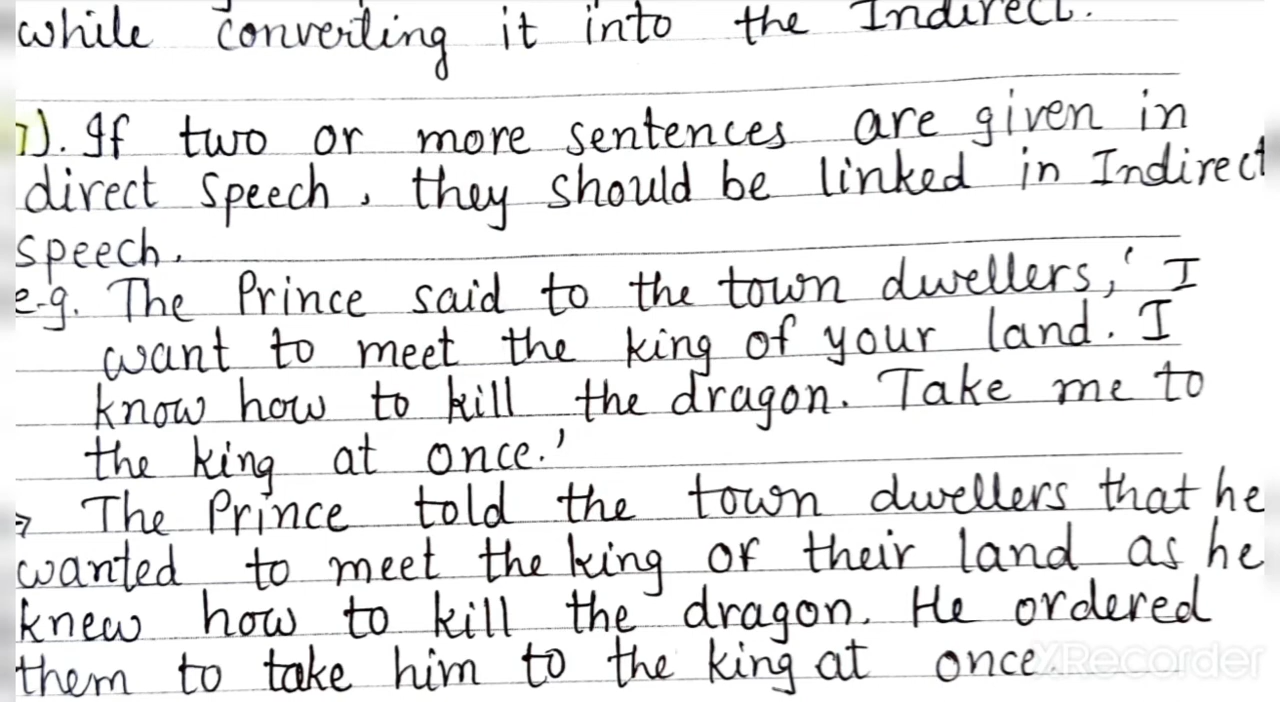 while converting it into the Indirect.
7). If two or more sentences are given in
direct speech, they should be linked in Indirect
speech.
e.g. The Prince said to the town dwellers, ' I
want to meet the king of your land. I
know how to kill the dragon. Take me to
the king at once.'
⇒ The Prince told the town dwellers that he
wanted to meet the king of their land as he
knew how to kill the dragon. He ordered
them to take him to the king at once.
XRecorder